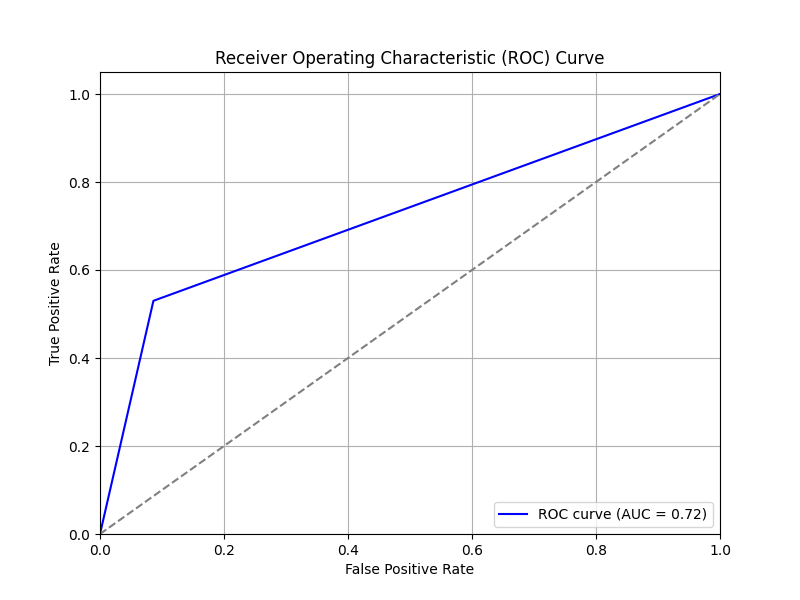 Receiver Operating Characteristic (ROC) Curve
1.0
0.8
0.6
0.4
0.2
0.0
True Positive Rate
ROC curve (AUC = 0.72)
0.0 0.2 0.4 0.6 0.8 1.0
False Positive Rate